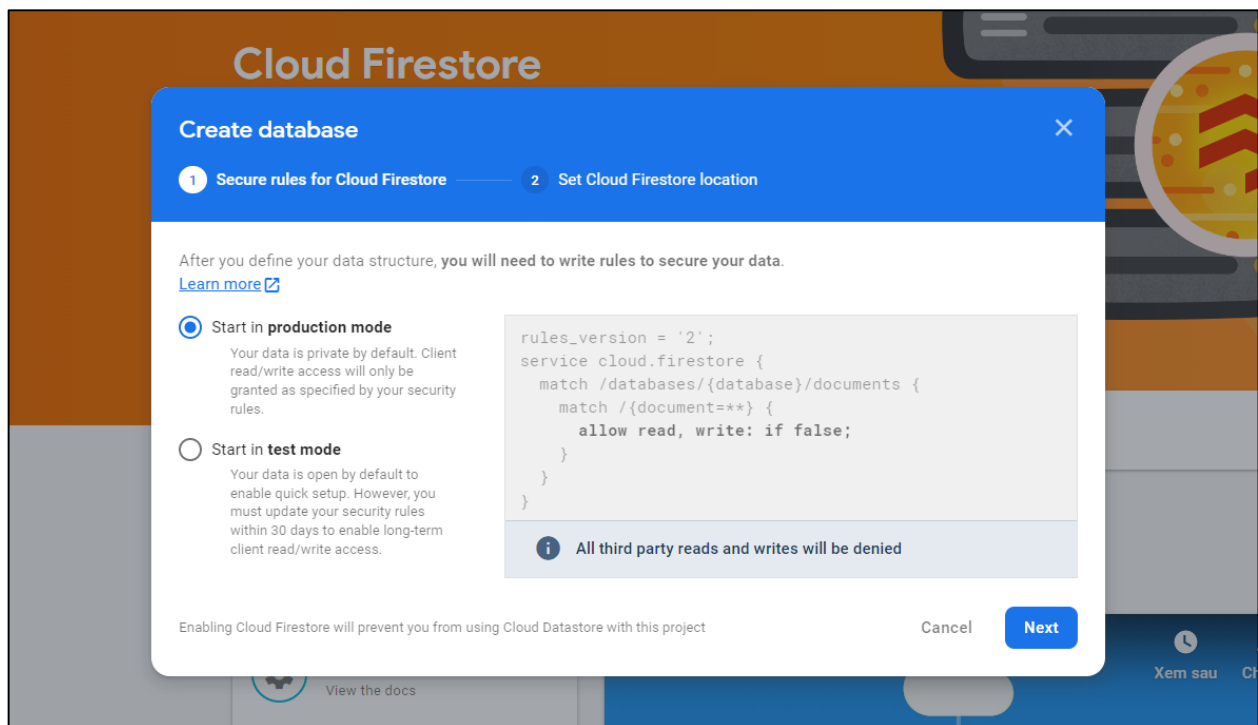 Cloud Firestore
Create database
1 Secure rules for Cloud Firestore 2 Set Cloud Firestore location
After you define your data structure, you will need to write rules to secure your data.
Learn more
Start in production mode
Your data is private by default. Client
read/write access will only be
granted as specified by your security
rules.
Start in test mode
Your data is open by default to
enable quick setup. However, you
must update your security rules
within 30 days to enable long-term
client read/write access.
rules_version = '2';
service cloud.firestore {
match /databases/{database}/documents {
match /{document=**} {
allow read, write: if false;
}
}
}
All third party reads and writes will be denied
Enabling Cloud Firestore will prevent you from using Cloud Datastore with this project
Cancel
Next
View the docs
Xem sau